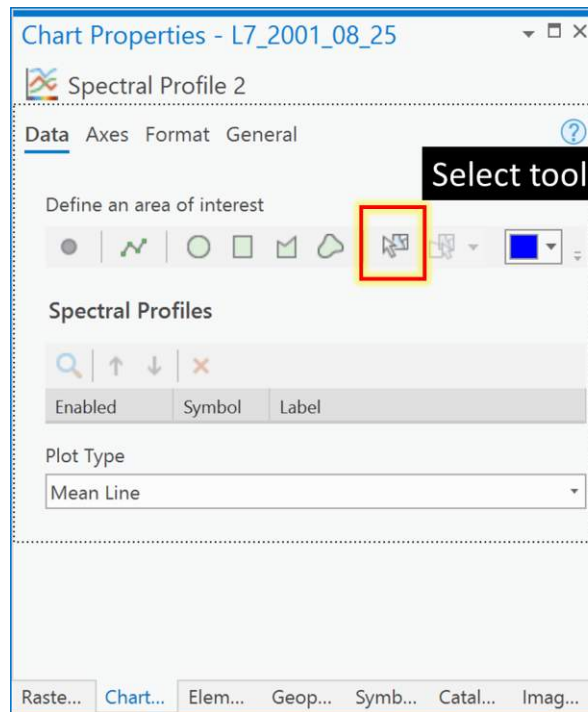 Chart Properties - L7_2001_08_25
Spectral Profile 2
Data Axes Format General
Select tool
Define an area of interest
Spectral Profiles
Enabled Symbol Label
Plot Type
Mean Line
Raste... Chart... Elem... Geop... Symb... Catal... Imag...